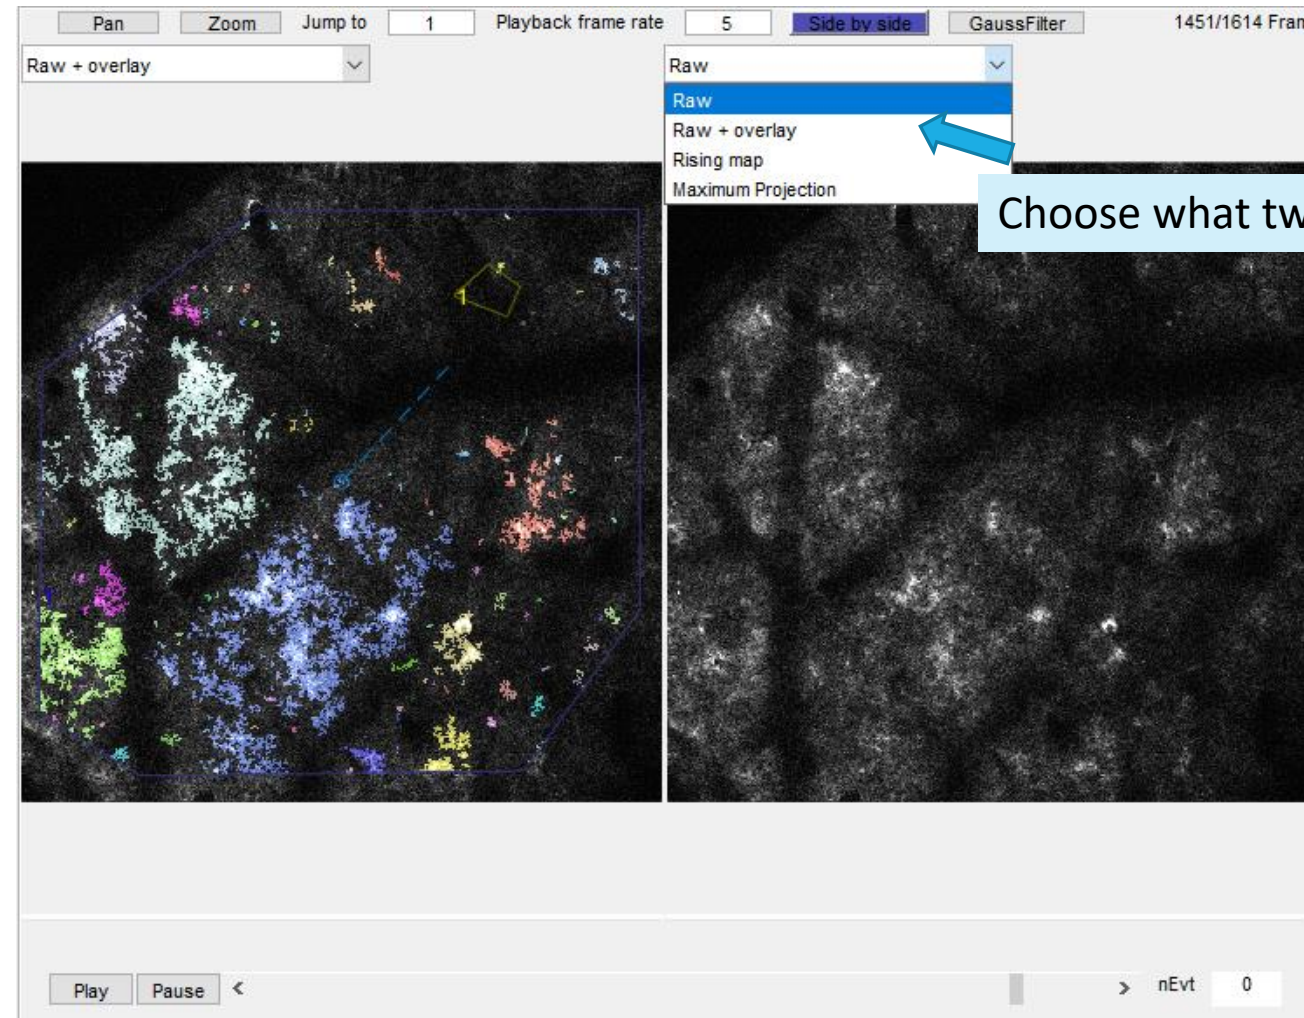 Pan Zoom Jump to 1 Playback frame rate 5 Side by side GaussFilter 1451/1614 Fram
Raw + overlay Raw
Raw
Raw + overlay
Rising map
Maximum Projection
Choose what tw
1
Play Pause < > nEvt 0